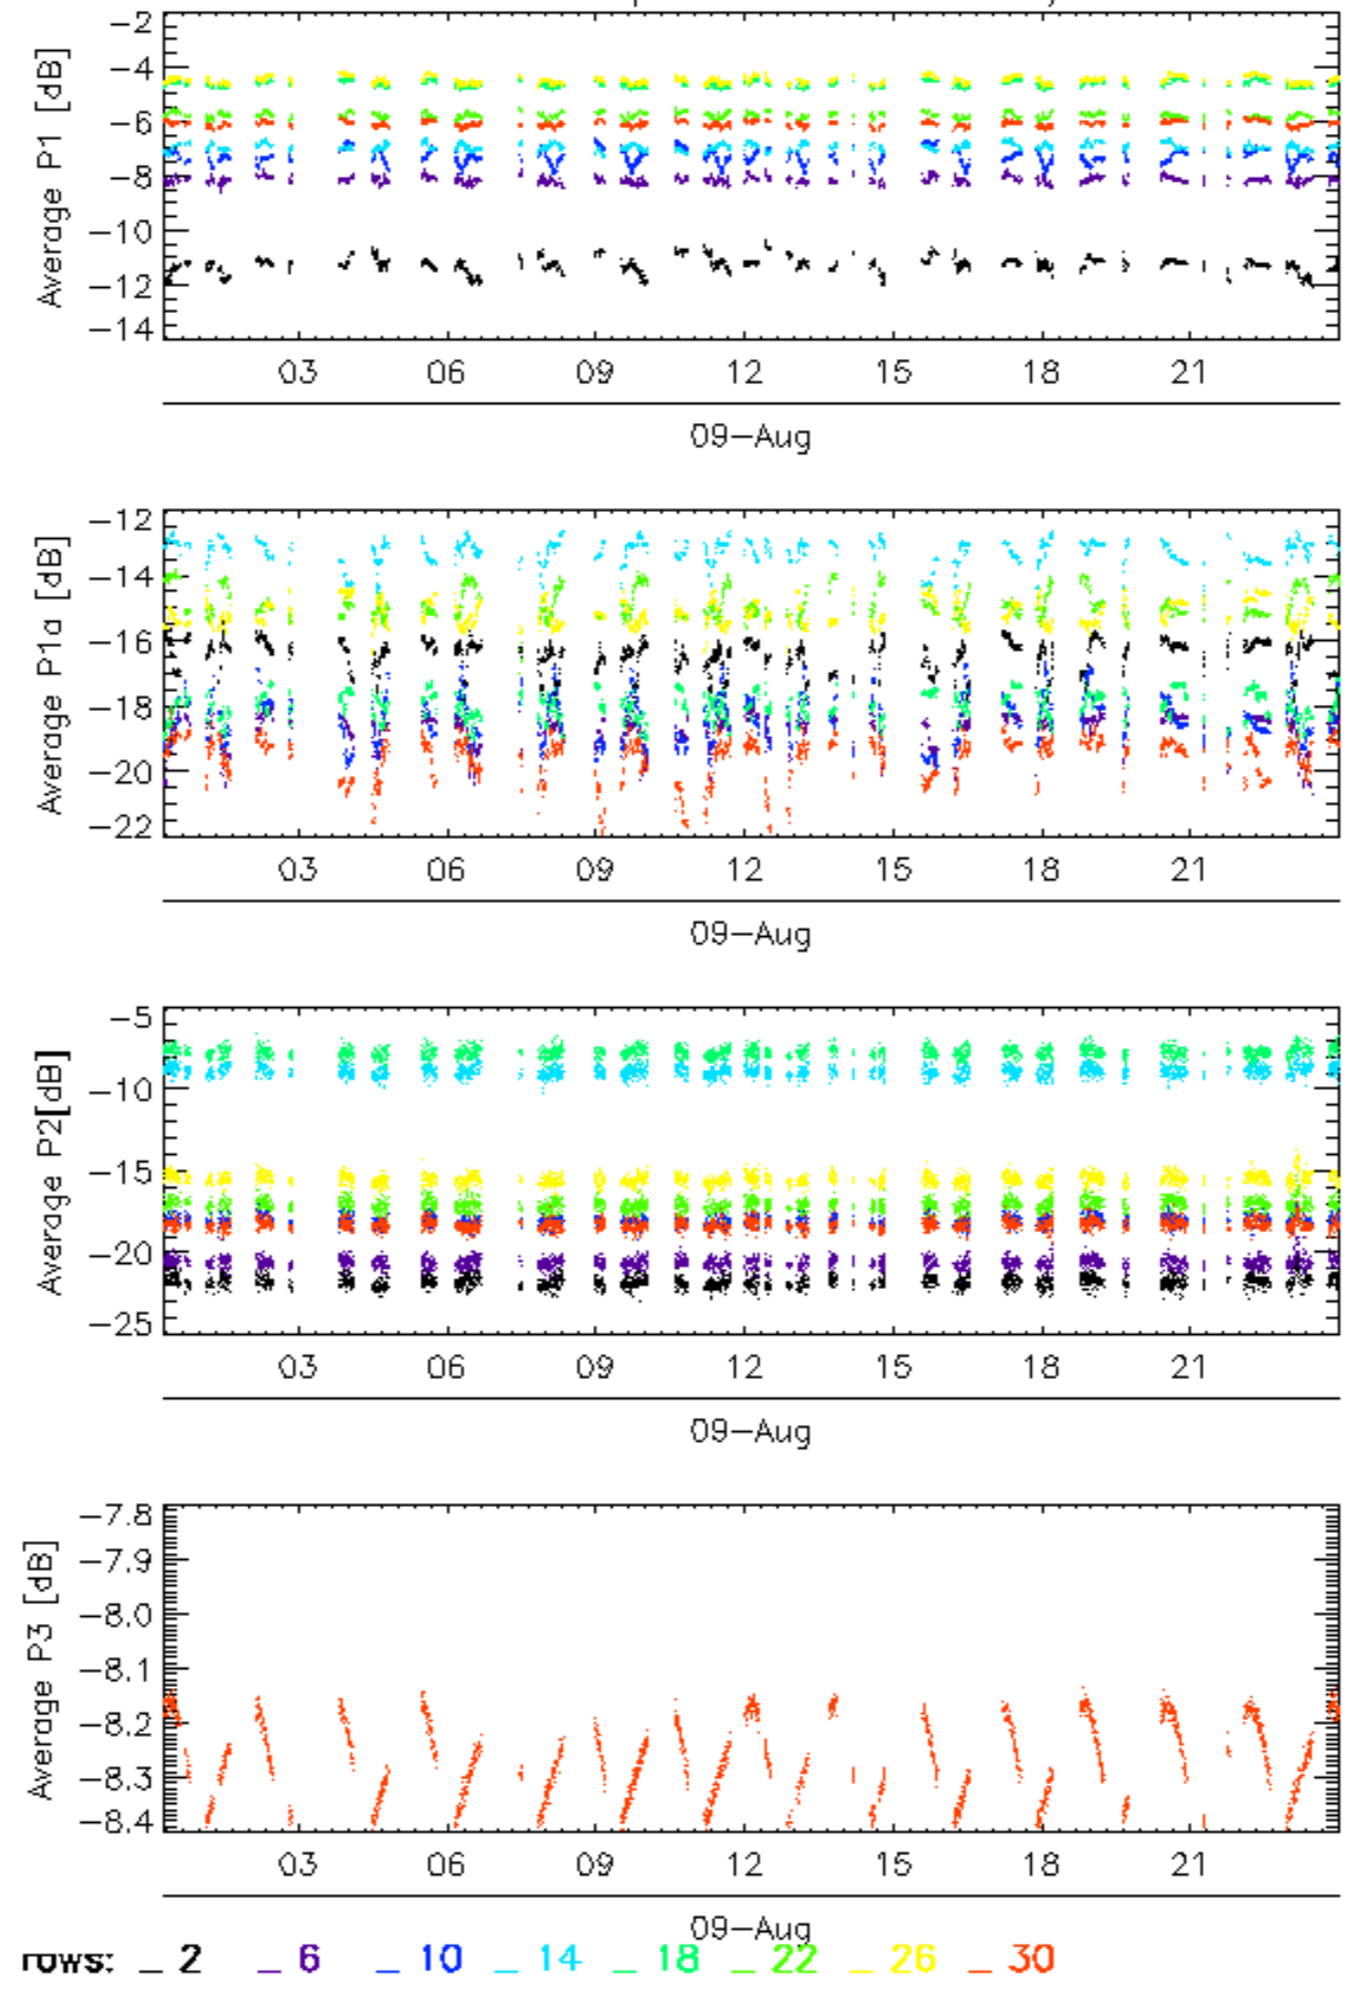 Average P1 [dB]
−2
−4
−6
−8
−10
−12
−14
03 06 09 12 15 18 21
09−Aug
Average P1a [dB]
−12
−14
−16
−18
−20
−22
03 06 09 12 15 18 21
09−Aug
Average P2[dB]
−5
−10
−15
−20
−25
03 06 09 12 15 18 21
09−Aug
Average P3 [dB]
−7.8
−7.9
−8.0
−8.1
−8.2
−8.3
−8.4
03 06 09 12 15 18 21
09−Aug
rows: _ 2 _ 6 _ 10 _ 14 _ 18 _ 22 _ 26 _ 30